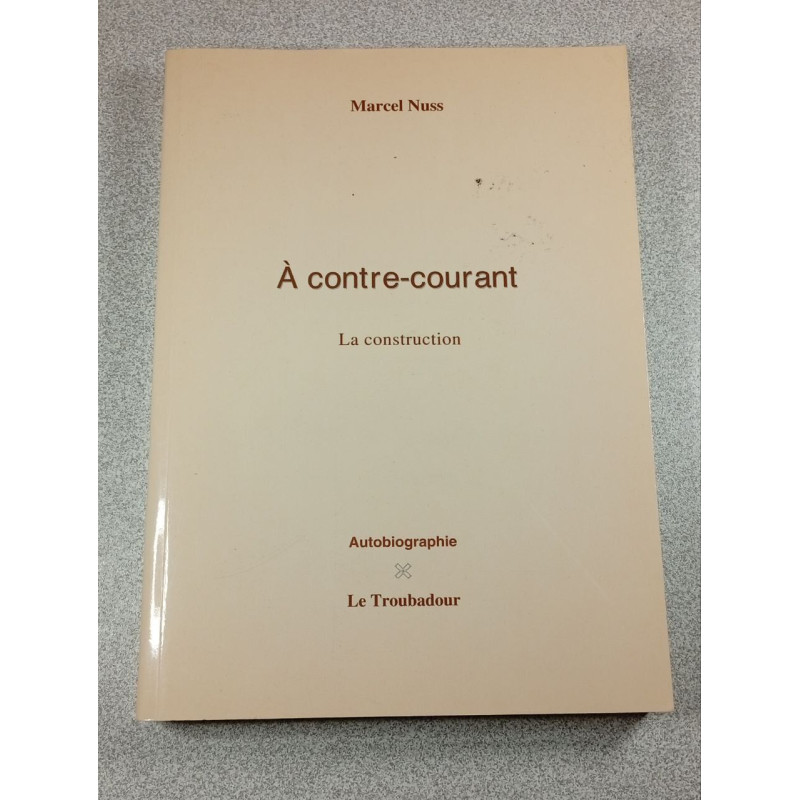 Marcel Nuss
À contre-courant
La construction
Autobiographie
Le Troubadour